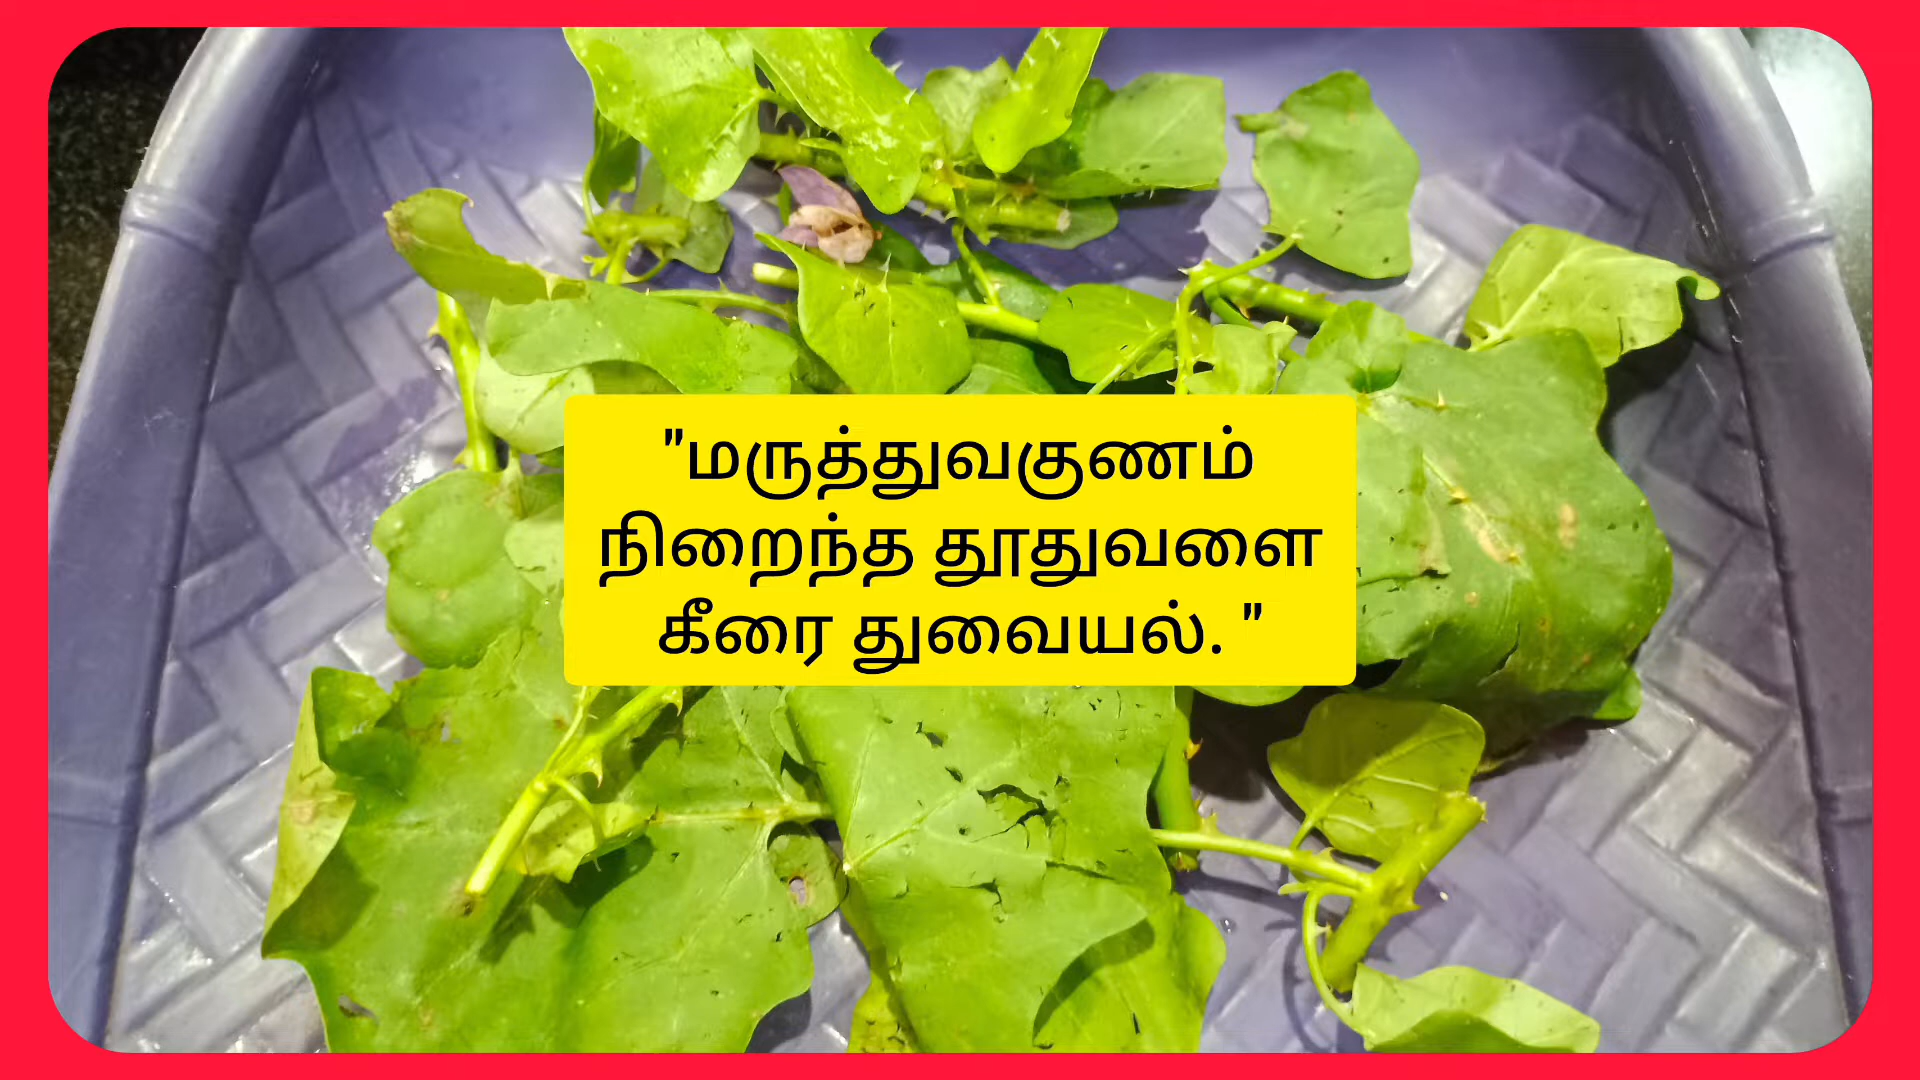 "மருத்துவகுணம்
நிறைந்த தூதுவளை
கீரை துவையல். "